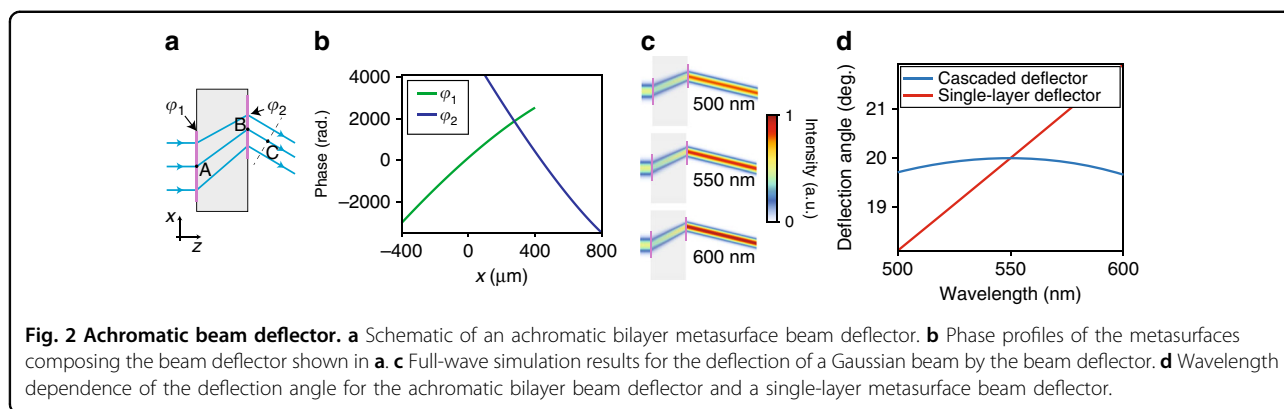 a
φ1
φ2
A
B
C
x
z
b
4000
2000
0
−2000
Phase (rad.)
φ1
φ2
−400
0
400
800
x (μm)
c
500 nm
550 nm
600 nm
1
0
Intensity (a.u.)
d
Cascaded deflector
Single-layer deflector
21
20
19
Deflection angle (deg.)
500
550
600
Wavelength (nm)
Fig. 2 Achromatic beam deflector. a Schematic of an achromatic bilayer metasurface beam deflector. b Phase profiles of the metasurfaces
composing the beam deflector shown in a. c Full-wave simulation results for the deflection of a Gaussian beam by the beam deflector. d Wavelength
dependence of the deflection angle for the achromatic bilayer beam deflector and a single-layer metasurface beam deflector.